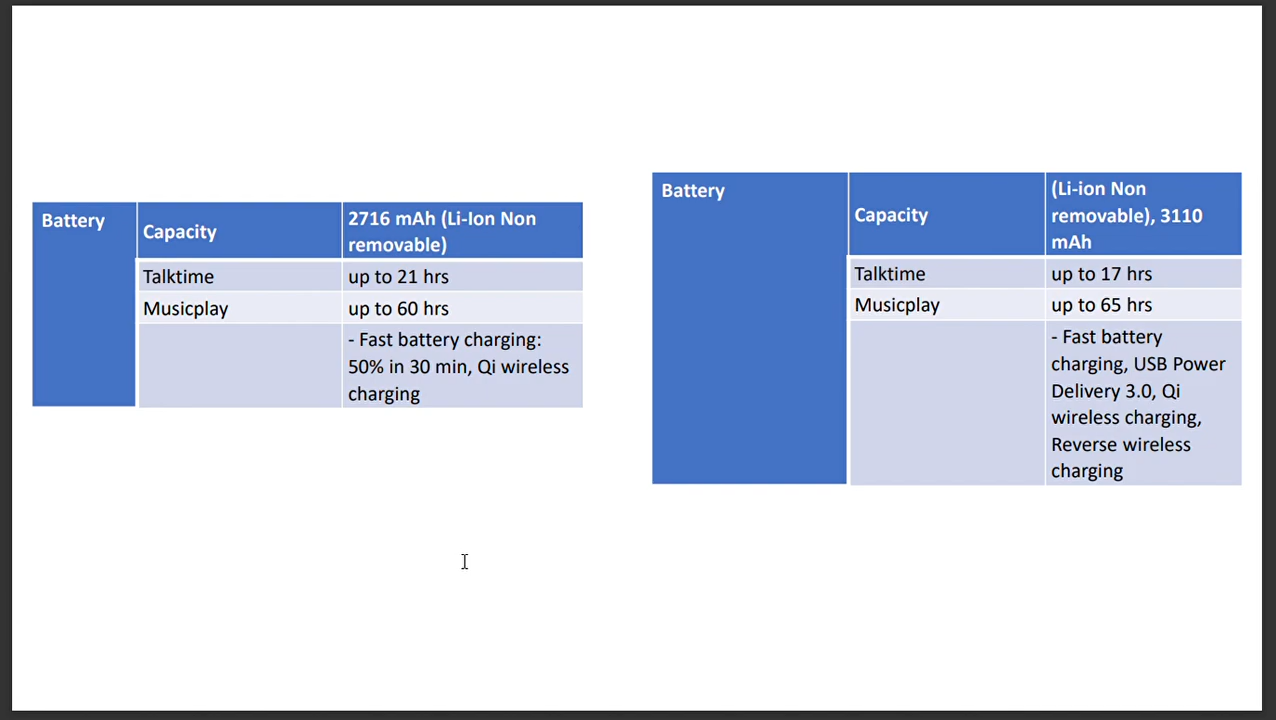 Battery
Capacity
2716 mAh (Li-Ion Non
removable)
Talktime
up to 21 hrs
Musicplay
up to 60 hrs
- Fast battery charging:
50% in 30 min, Qi wireless
charging
Battery
Capacity
(Li-ion Non
removable), 3110
mAh
Talktime
up to 17 hrs
Musicplay
up to 65 hrs
- Fast battery
charging, USB Power
Delivery 3.0, Qi
wireless charging,
Reverse wireless
charging